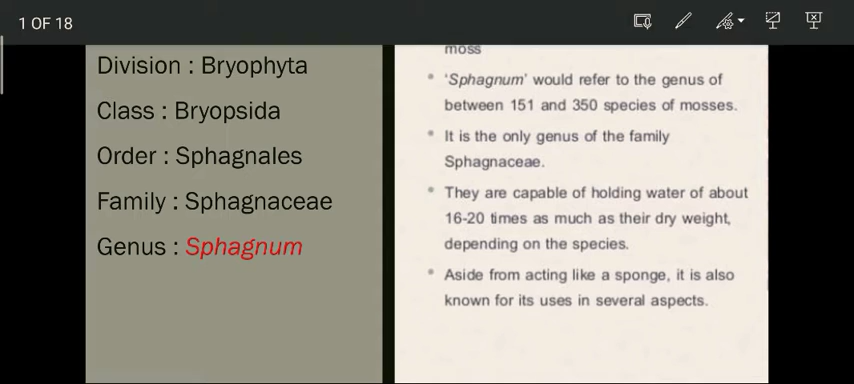 1 OF 18
Division : Bryophyta
Class : Bryopsida
Order : Sphagnales
Family : Sphagnaceae
Genus : Sphagnum
moss
• ‘Sphagnum’ would refer to the genus of
between 151 and 350 species of mosses.
• It is the only genus of the family
Sphagnaceae.
• They are capable of holding water of about
16-20 times as much as their dry weight,
depending on the species.
• Aside from acting like a sponge, it is also
known for its uses in several aspects.